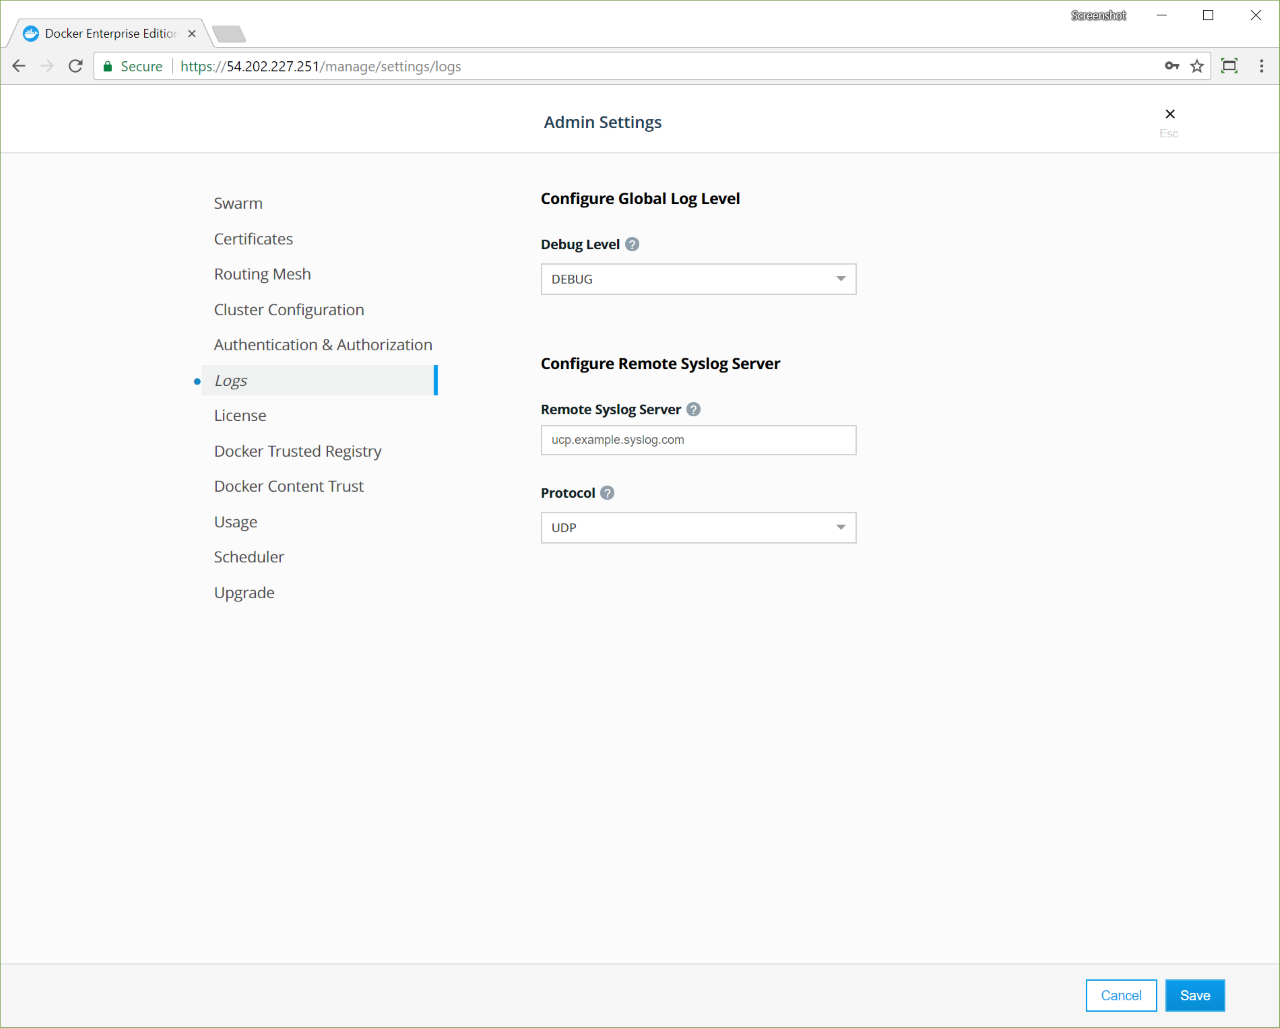 Screenshot
Docker Enterprise Edition
Secure https://54.202.227.251/manage/settings/logs
Admin Settings
Esc
Swarm
Certificates
Routing Mesh
Cluster Configuration
Authentication & Authorization
Logs
License
Docker Trusted Registry
Docker Content Trust
Usage
Scheduler
Upgrade
Configure Global Log Level
Debug Level ?
DEBUG
Configure Remote Syslog Server
Remote Syslog Server ?
ucp.example.syslog.com
Protocol ?
UDP
Cancel Save